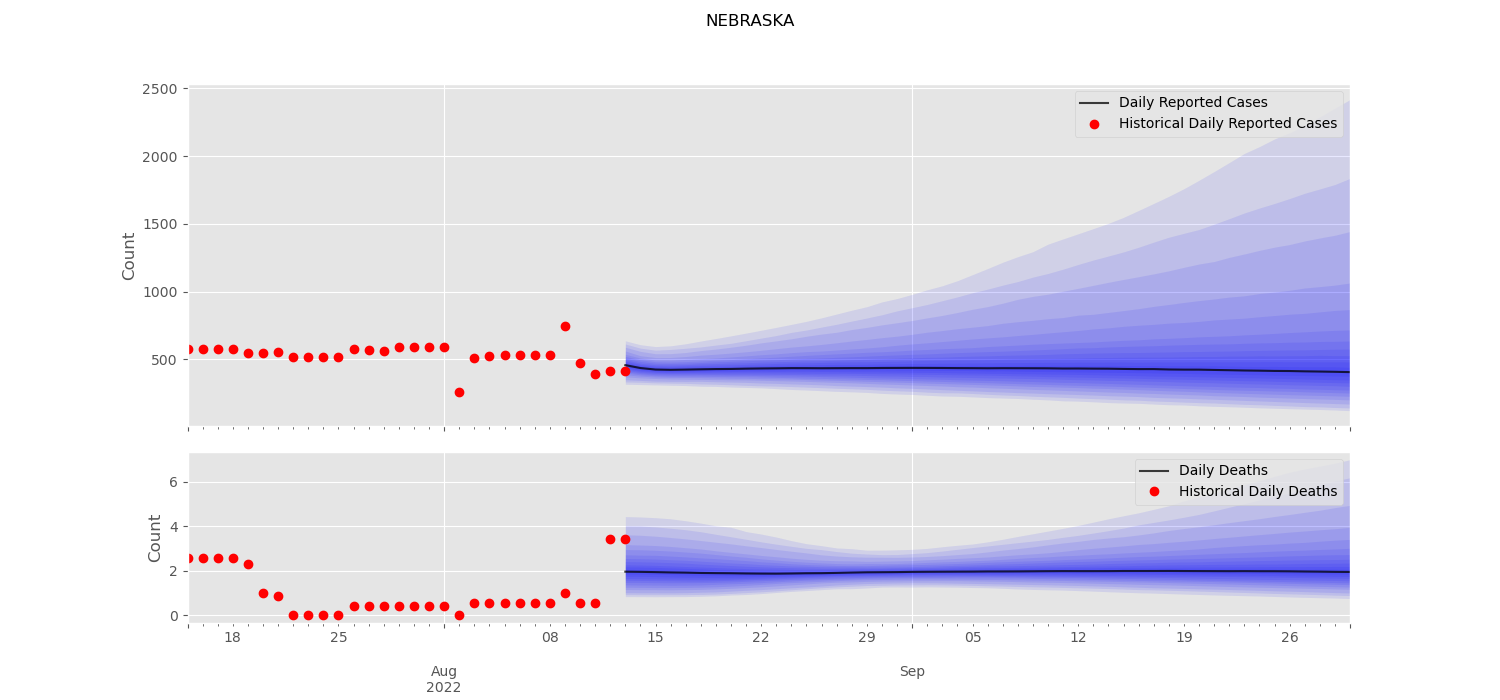 NEBRASKA
2500
2000
1500
1000
500
Count
Daily Reported Cases
Historical Daily Reported Cases
6
4
2
0
Count
Daily Deaths
Historical Daily Deaths
18 25 08 15 22 29 05 12 19 26
Aug Sep
2022